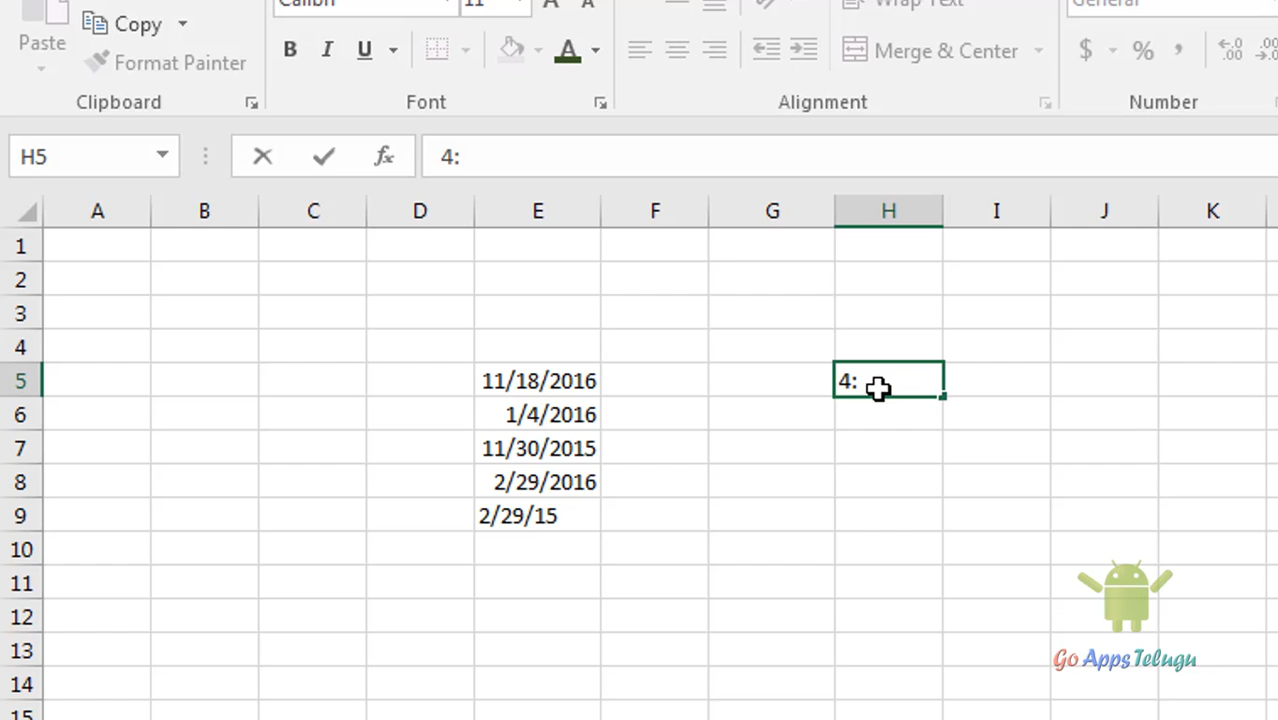 Calibri
11
A
A
Wrap Text
General
Copy
Paste
B I U
A
Merge & Center
$ % ,
Format Painter
Clipboard
Font
Alignment
Number
H5
fx
4:
A B C D E F G H I J K
1
2
3
4
5 11/18/2016 4:
6 1/4/2016
7 11/30/2015
8 2/29/2016
9 2/29/15
10
11
12
13
Go Apps Telugu
14
15